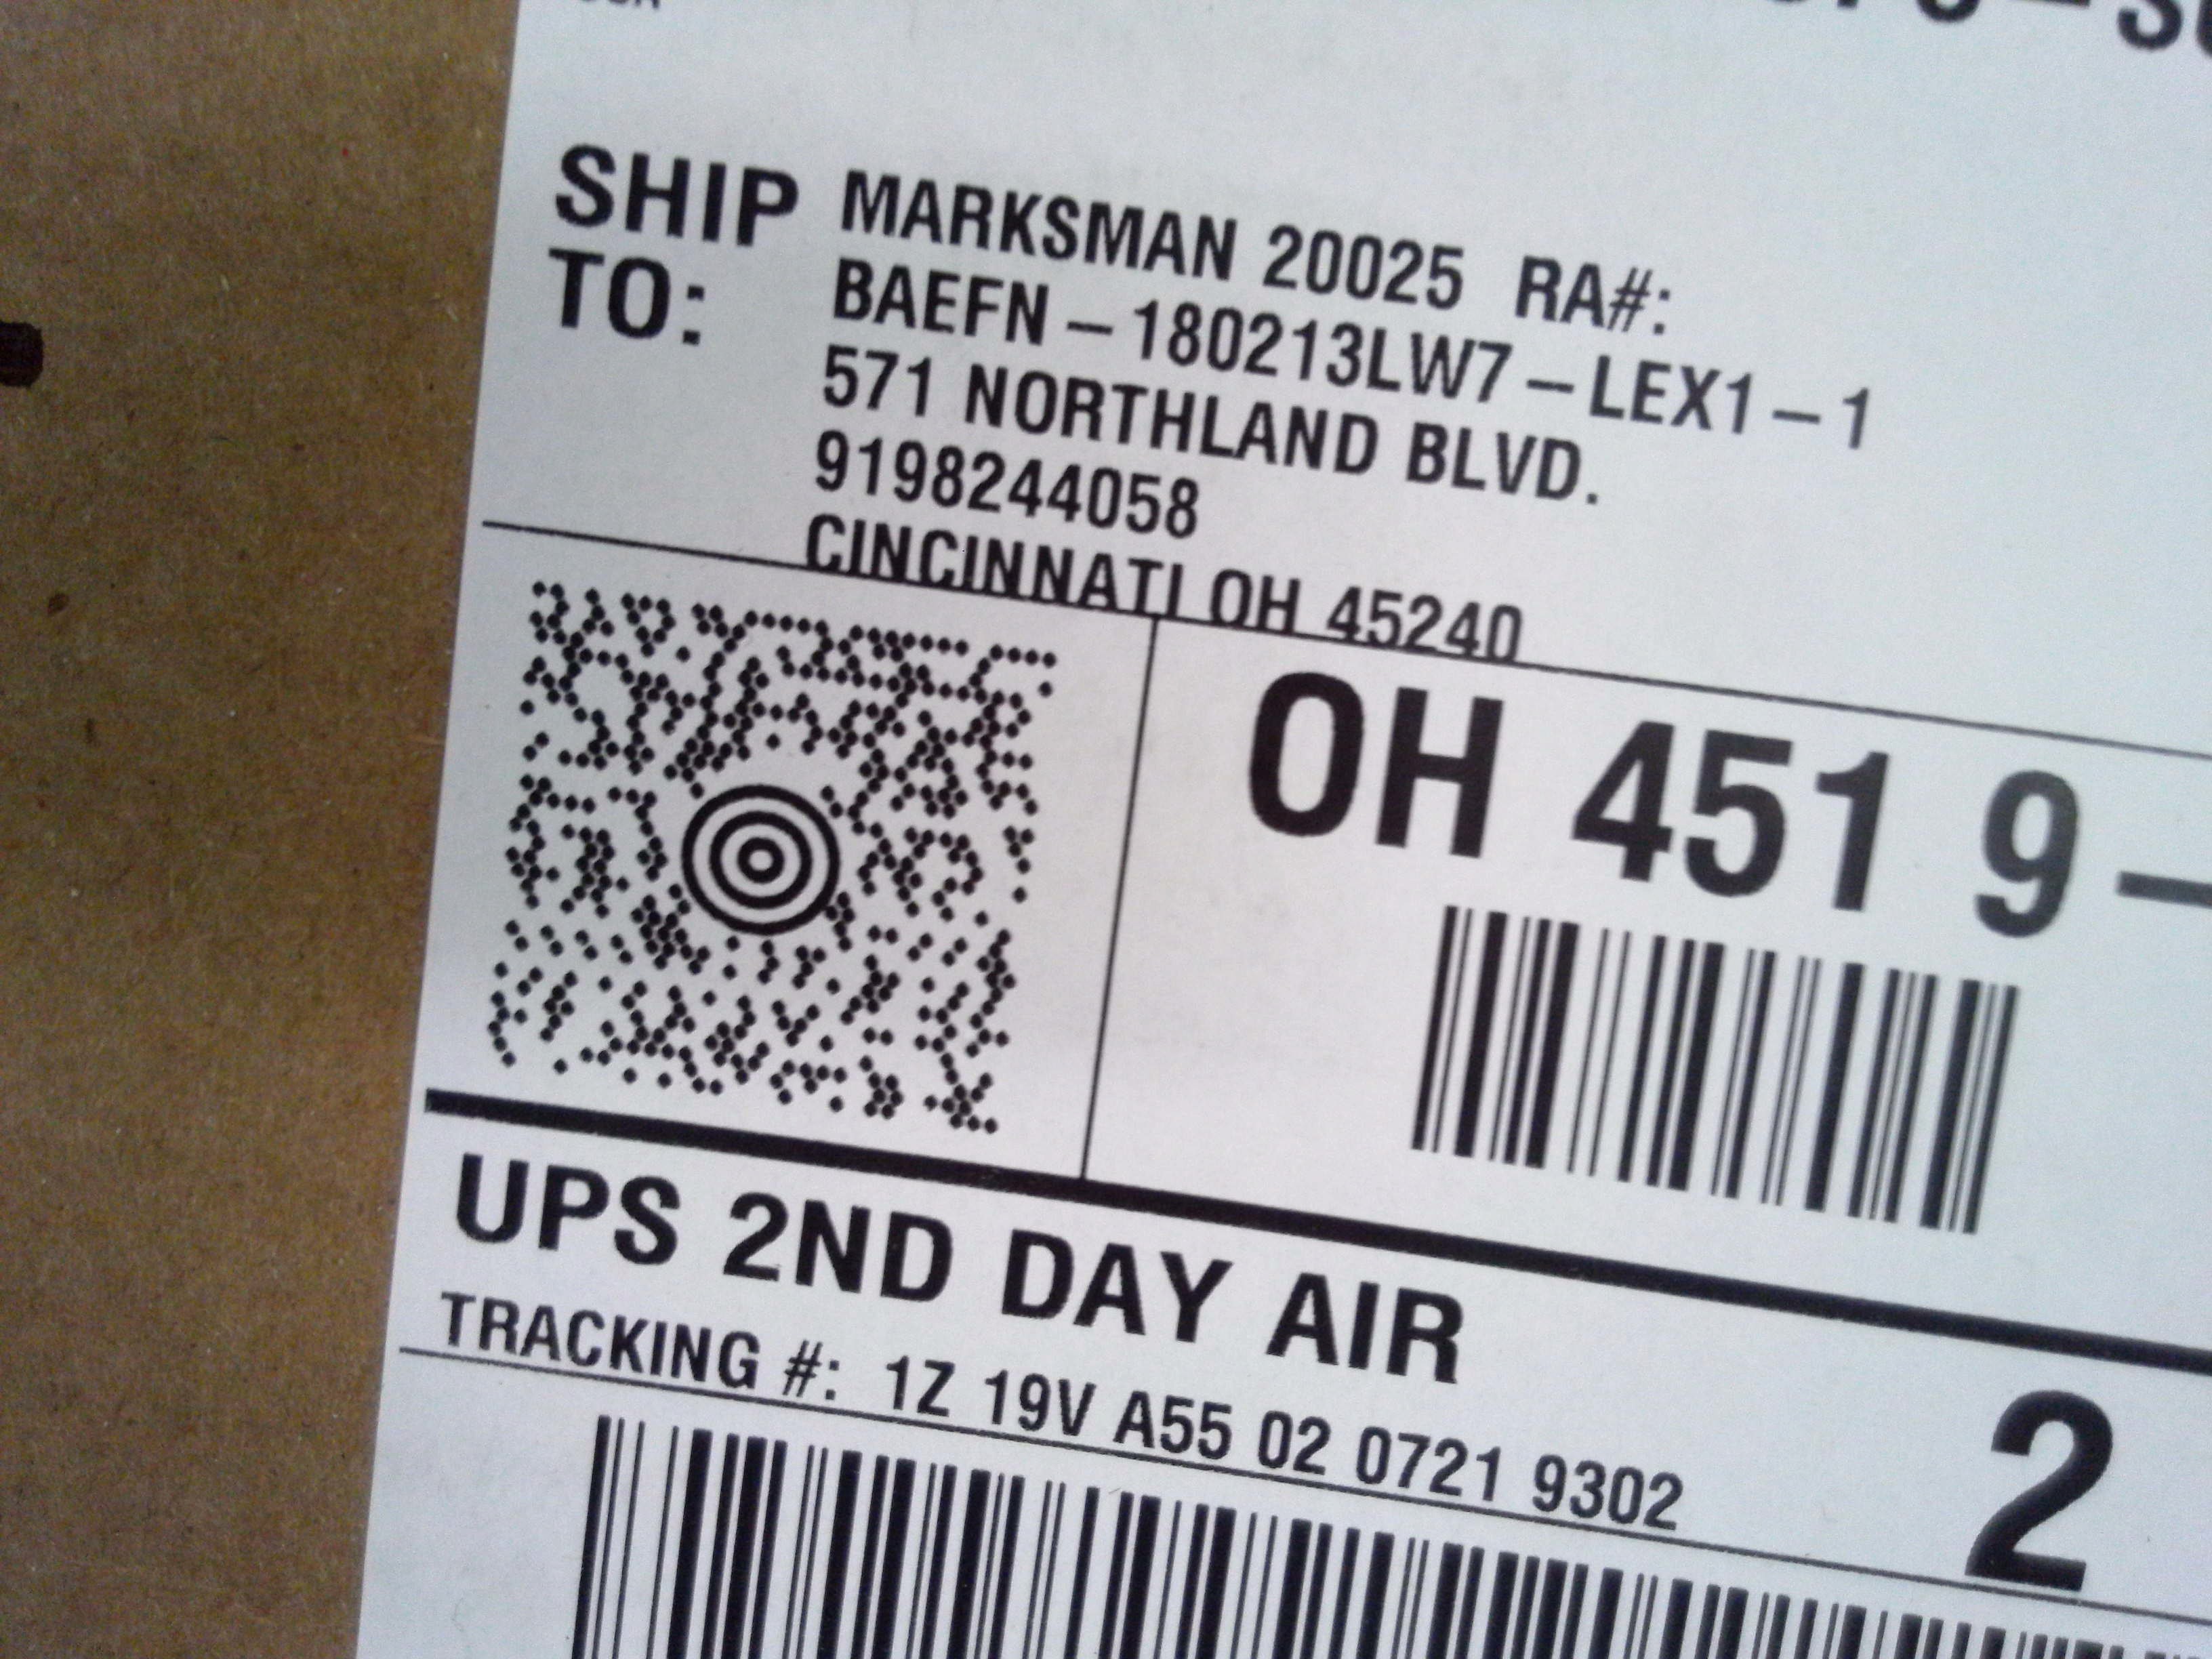 SHIP TO:
MARKSMAN 20025 RA#:
BAEFN-180213LW7-LEX1-1
571 NORTHLAND BLVD.
9198244058
CINCINNATI OH 45240
OH 451 9-
UPS 2ND DAY AIR
TRACKING #: 1Z 19V A55 02 0721 9302
2